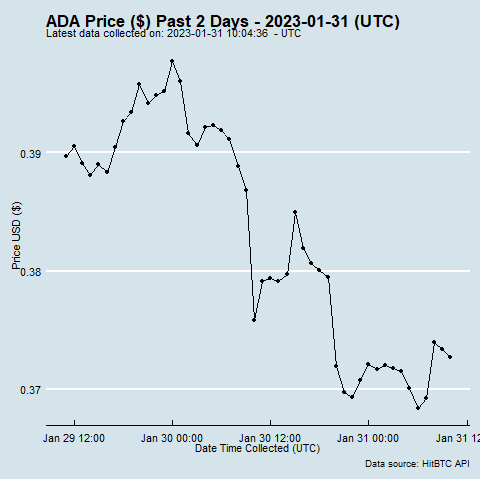 ADA Price ($) Past 2 Days - 2023-01-31 (UTC)
Latest data collected on: 2023-01-31 10:04:36 - UTC
0.39
0.38
0.37
Price USD ($)
Jan 29 12:00
Jan 30 00:00
Jan 30 12:00
Jan 31 00:00
Jan 31 12
Date Time Collected (UTC)
Data source: HitBTC API